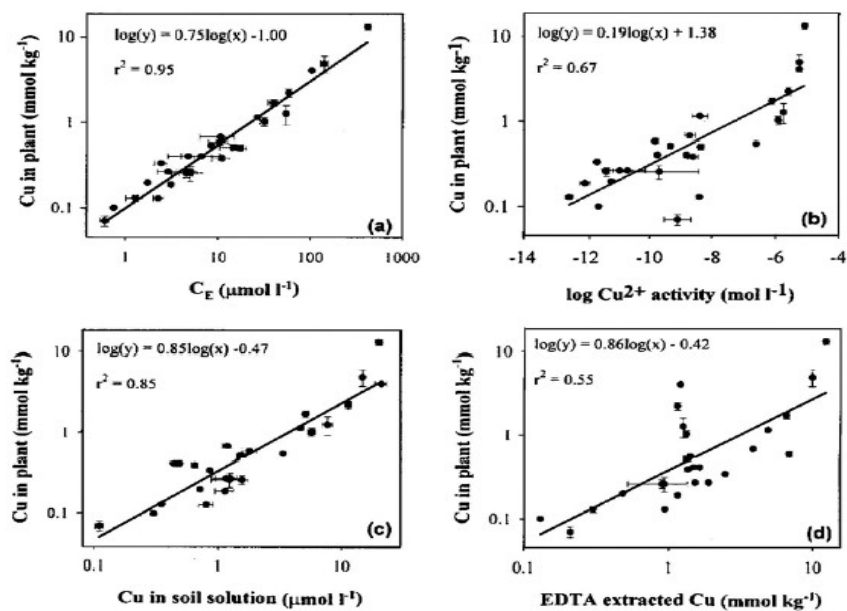 log(y) = 0.75log(x) -1.00
r² = 0.95
10
1
0.1
Cu in plant (mmol kg⁻¹)
(a)
1 10 100 1000
C_E (µmol l⁻¹)
log(y) = 0.19log(x) + 1.38
r² = 0.67
10
1
0.1
Cu in plant (mmol kg⁻¹)
(b)
-14 -12 -10 -8 -6 -4
log Cu²⁺ activity (mol l⁻¹)
log(y) = 0.85log(x) -0.47
r² = 0.85
10
1
0.1
Cu in plant (mmol kg⁻¹)
(c)
0.1 1 10
Cu in soil solution (µmol l⁻¹)
log(y) = 0.86log(x) - 0.42
r² = 0.55
10
1
0.1
Cu in plant (mmol kg⁻¹)
(d)
0.1 1 10
EDTA extracted Cu (mmol kg⁻¹)